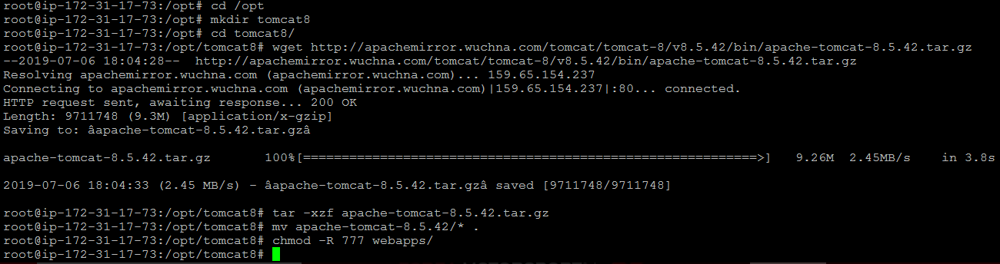 root@ip-172-31-17-73:/opt# cd /opt
root@ip-172-31-17-73:/opt# mkdir tomcat8
root@ip-172-31-17-73:/opt# cd tomcat8/
root@ip-172-31-17-73:/opt/tomcat8# wget http://apachemirror.wuchna.com/tomcat/tomcat-8/v8.5.42/bin/apache-tomcat-8.5.42.tar.gz
--2019-07-06 18:04:28--  http://apachemirror.wuchna.com/tomcat/tomcat-8/v8.5.42/bin/apache-tomcat-8.5.42.tar.gz
Resolving apachemirror.wuchna.com (apachemirror.wuchna.com)... 159.65.154.237
Connecting to apachemirror.wuchna.com (apachemirror.wuchna.com)|159.65.154.237|:80... connected.
HTTP request sent, awaiting response... 200 OK
Length: 9711748 (9.3M) [application/x-gzip]
Saving to: âapache-tomcat-8.5.42.tar.gzâ
apache-tomcat-8.5.42.tar.gz       100%[===========================================================>]   9.26M  2.45MB/s    in 3.8s
2019-07-06 18:04:33 (2.45 MB/s) - âapache-tomcat-8.5.42.tar.gzâ saved [9711748/9711748]
root@ip-172-31-17-73:/opt/tomcat8# tar -xzf apache-tomcat-8.5.42.tar.gz
root@ip-172-31-17-73:/opt/tomcat8# mv apache-tomcat-8.5.42/* .
root@ip-172-31-17-73:/opt/tomcat8# chmod -R 777 webapps/
root@ip-172-31-17-73:/opt/tomcat8#